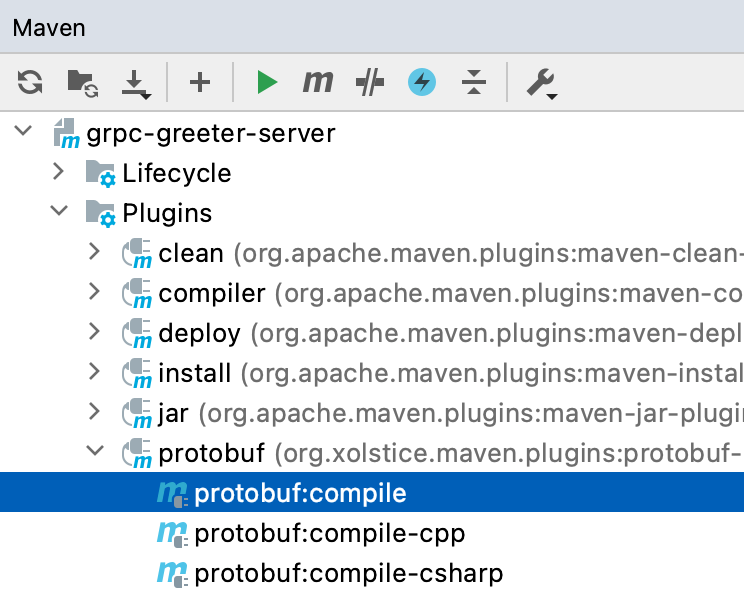 Maven
grpc-greeter-server
Lifecycle
Plugins
clean (org.apache.maven.plugins:maven-clean-
compiler (org.apache.maven.plugins:maven-co
deploy (org.apache.maven.plugins:maven-depl
install (org.apache.maven.plugins:maven-instal
jar (org.apache.maven.plugins:maven-jar-plugi
protobuf (org.xolstice.maven.plugins:protobuf-
protobuf:compile
protobuf:compile-cpp
protobuf:compile-csharp